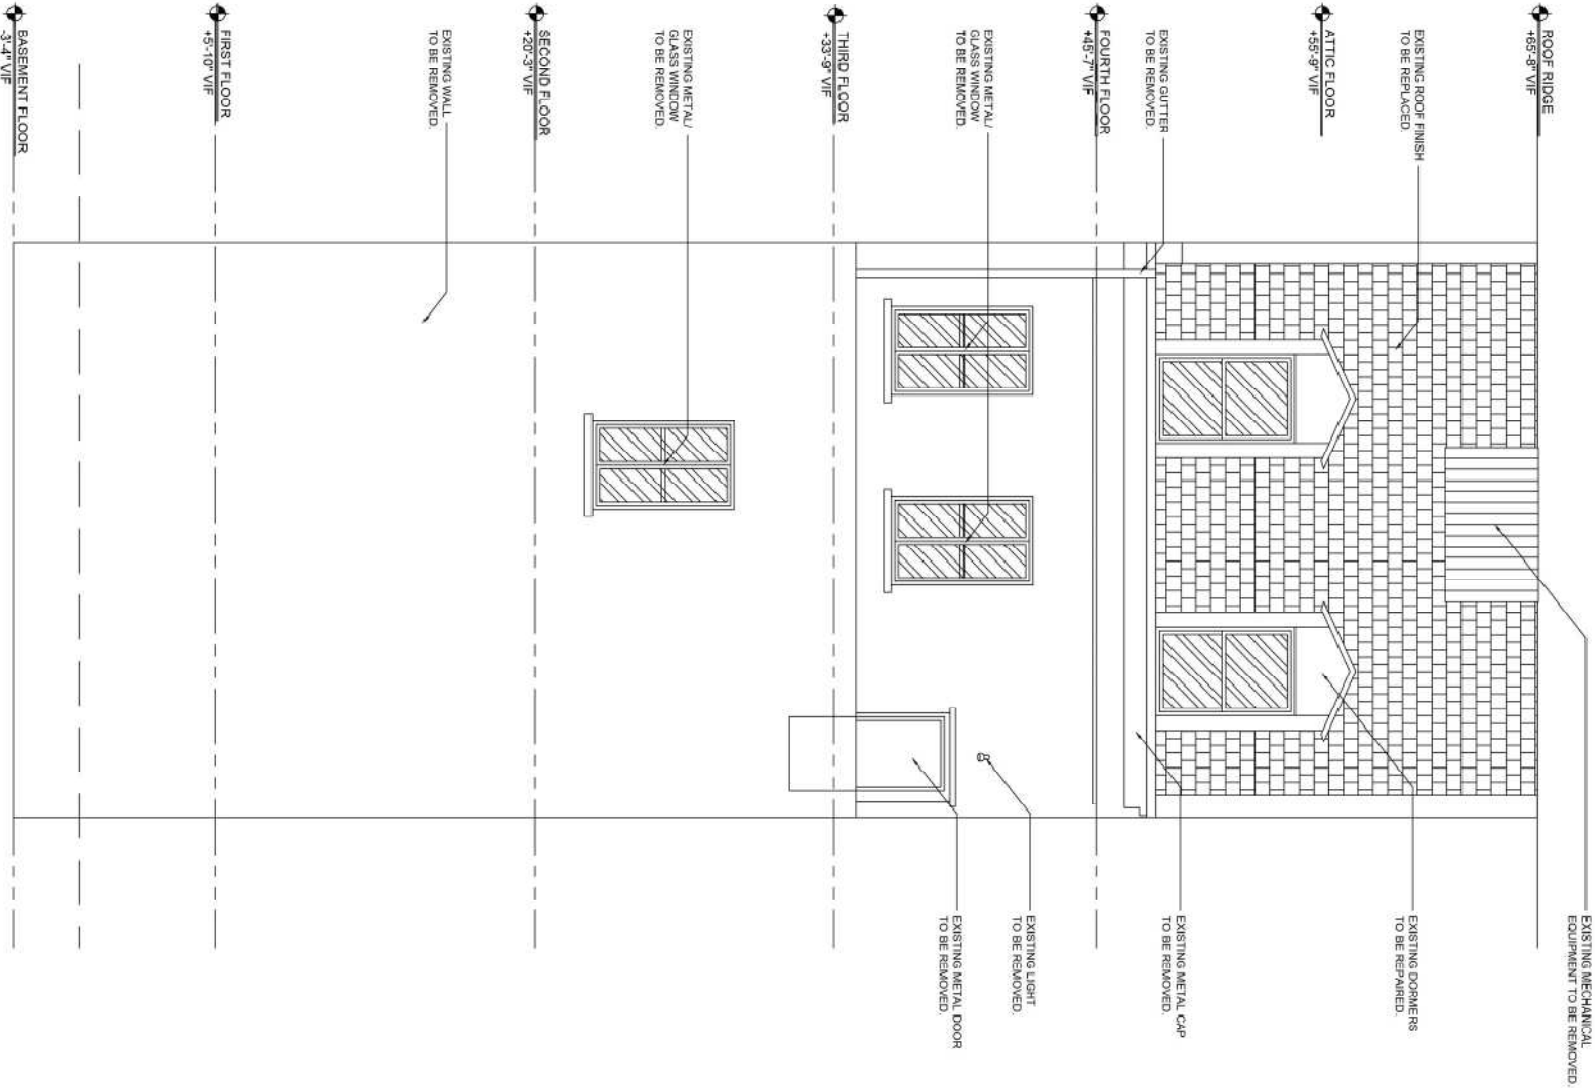 ROOF RIDGE
+65'-8" VIF
EXISTING ROOF FINISH
TO BE REPLACED.
ATTIC FLOOR
+55'-9" VIF
EXISTING GUTTER
TO BE REMOVED.
FOURTH FLOOR
+45'-7" VIF
EXISTING METAL/
GLASS WINDOW
TO BE REMOVED.
THIRD FLOOR
+33'-9" VIF
EXISTING METAL/
GLASS WINDOW
TO BE REMOVED.
SECOND FLOOR
+20'-3" VIF
EXISTING WALL
TO BE REMOVED.
FIRST FLOOR
+5'-10" VIF
BASEMENT FLOOR
-3'-4" VIF
EXISTING MECHANICAL
EQUIPMENT TO BE REMOVED.
EXISTING DORMERS
TO BE REPAIRED.
EXISTING METAL CAP
TO BE REMOVED.
EXISTING LIGHT
TO BE REMOVED.
EXISTING METAL DOOR
TO BE REMOVED.